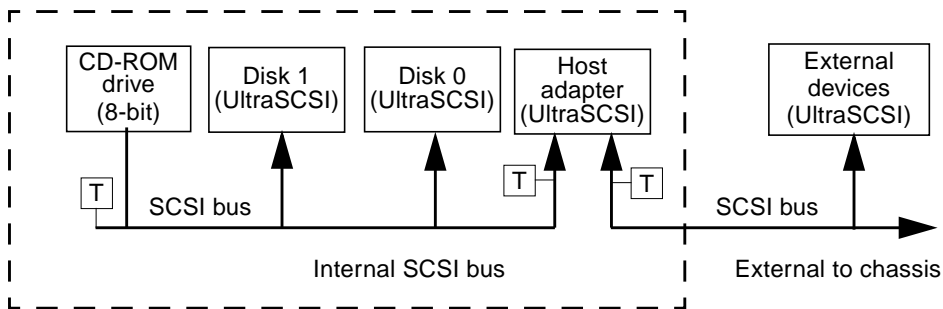 CD-ROM
drive
(8-bit)
Disk 1
(UltraSCSI)
Disk 0
(UltraSCSI)
Host
adapter
(UltraSCSI)
External
devices
(UltraSCSI)
T
T
T
SCSI bus
SCSI bus
Internal SCSI bus
External to chassis